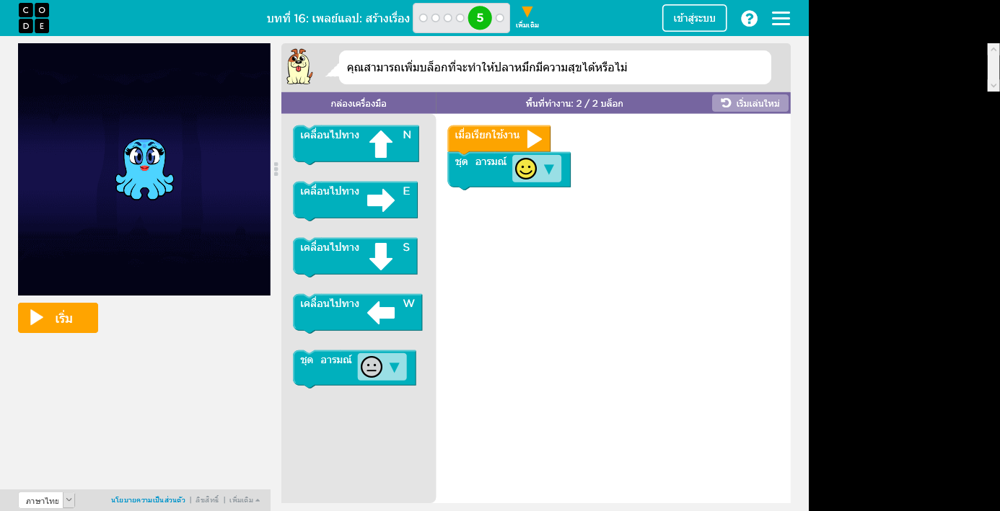 C O
D E
บทที่ 16: เพลย์แลป: สร้างเรื่อง
5
เพิ่มเติม
เข้าสู่ระบบ
?
คุณสามารถเพิ่มบล็อกที่จะทำให้ปลาหมึกมีความสุขได้หรือไม่
กล่องเครื่องมือ
พื้นที่ทำงาน: 2 / 2 บล็อก
เริ่มเล่นใหม่
เคลื่อนไปทาง N
เคลื่อนไปทาง E
เคลื่อนไปทาง S
เคลื่อนไปทาง W
ชุด อารมณ์
เมื่อเรียกใช้งาน
ชุด อารมณ์
เริ่ม
ภาษาไทย
นโยบายความเป็นส่วนตัว | ลิขสิทธิ์ | เพิ่มเติม